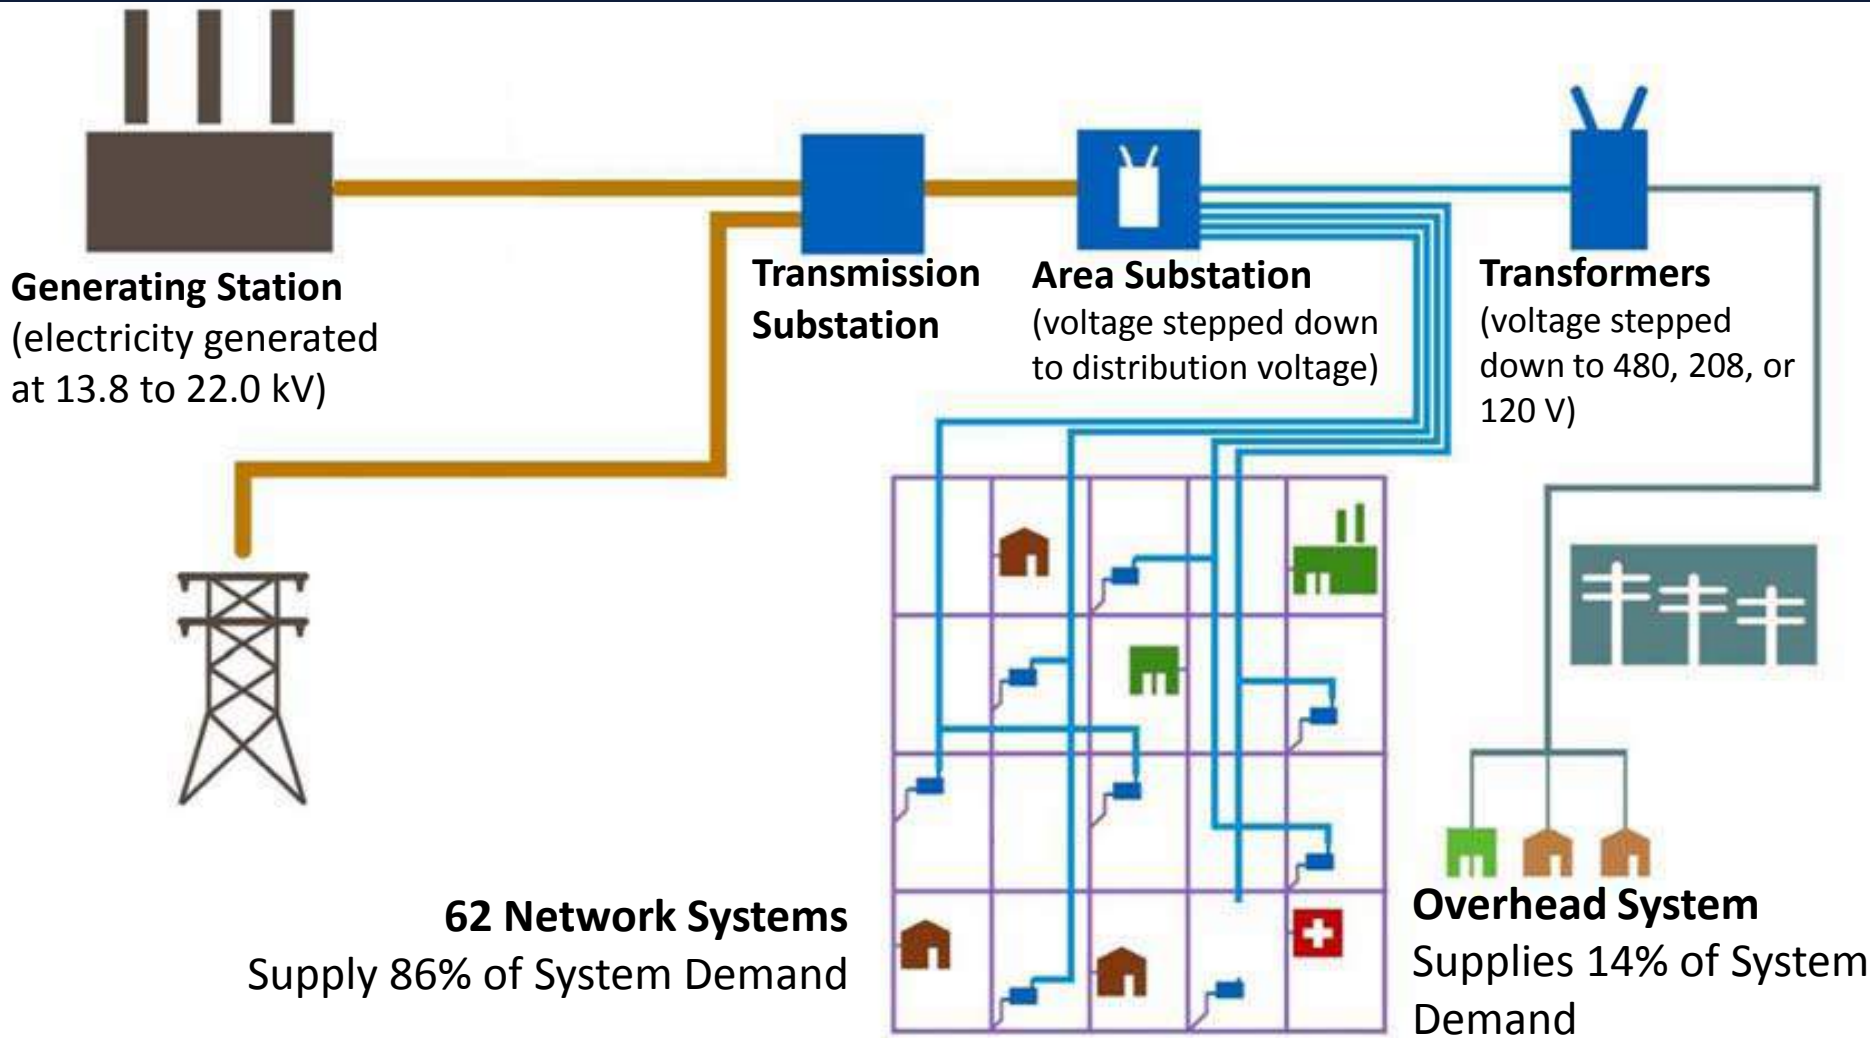 Generating Station
(electricity generated
at 13.8 to 22.0 kV)
Transmission
Substation
Area Substation
(voltage stepped down
to distribution voltage)
Transformers
(voltage stepped
down to 480, 208, or
120 V)
62 Network Systems
Supply 86% of System Demand
Overhead System
Supplies 14% of System
Demand